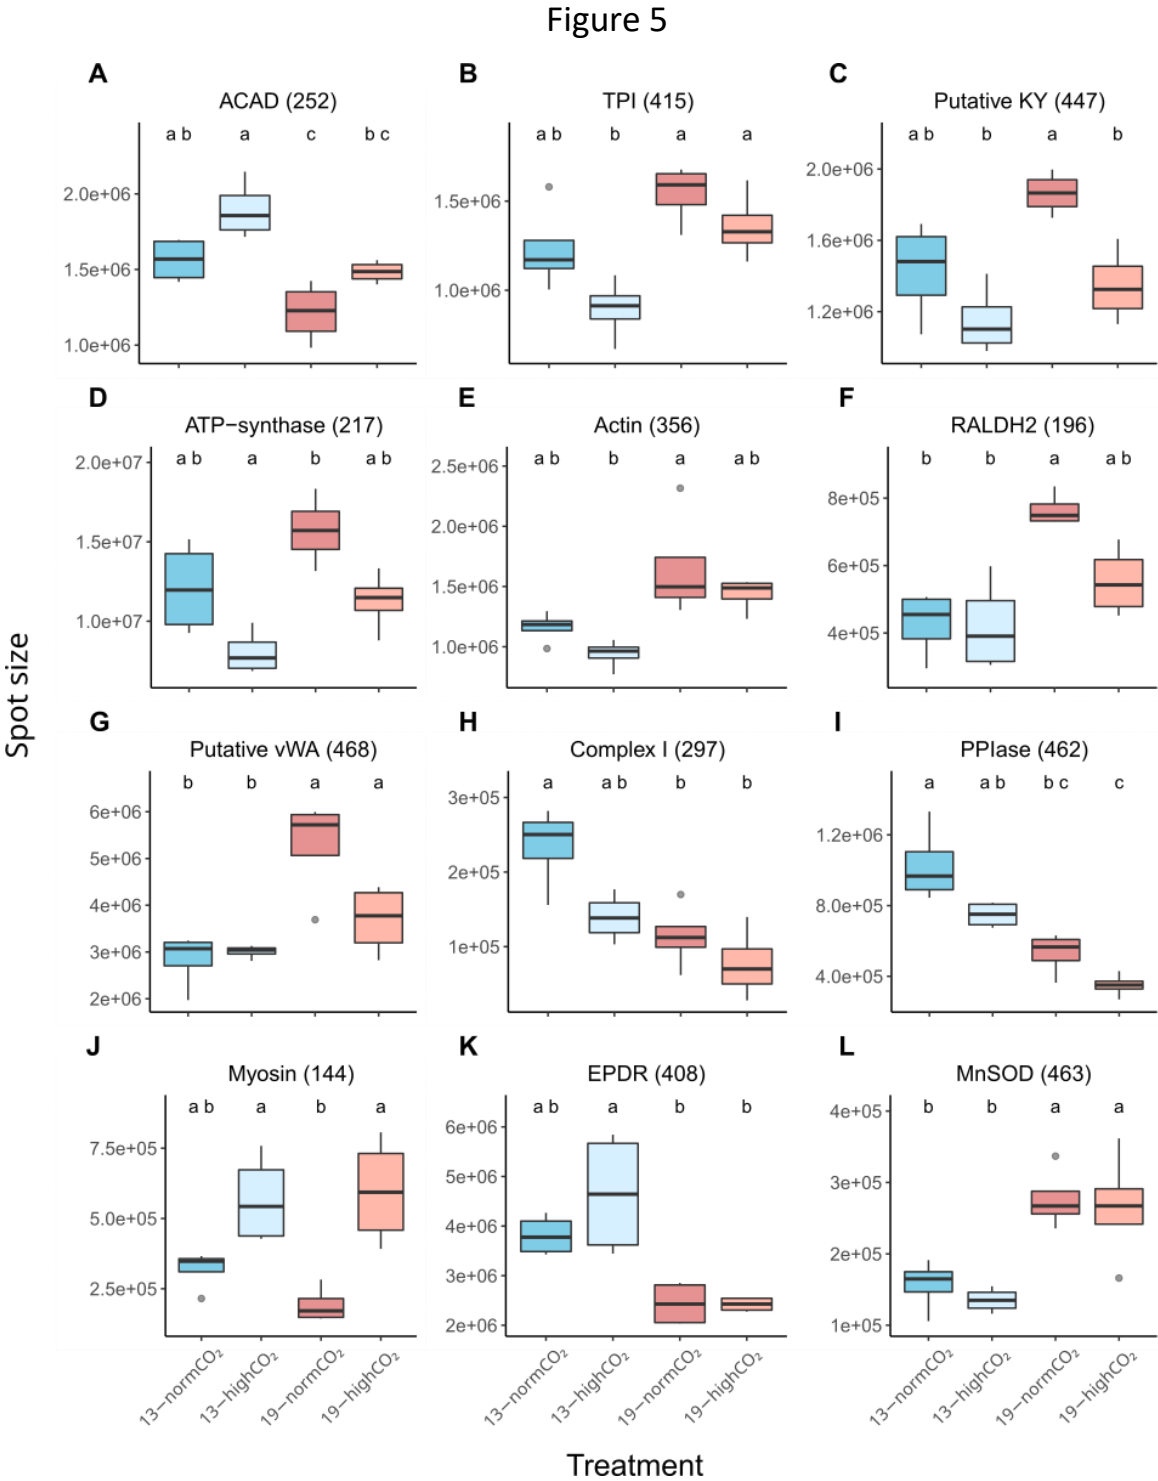 Figure 5
A
B
C
ACAD (252)
TPI (415)
Putative KY (447)
a b a c b c
a b b a a
a b b a b
2.0e+06
1.5e+06
1.0e+06
1.5e+06
1.0e+06
2.0e+06
1.6e+06
1.2e+06
D
E
F
ATP−synthase (217)
Actin (356)
RALDH2 (196)
a b a b a b
a b b a a b
b b a a b
2.0e+07
1.5e+07
1.0e+07
2.5e+06
2.0e+06
1.5e+06
1.0e+06
8e+05
6e+05
4e+05
Spot size
G
H
I
Putative vWA (468)
Complex I (297)
PPIase (462)
b b a a
a a b b b
a a b b c c
6e+06
5e+06
4e+06
3e+06
2e+06
3e+05
2e+05
1e+05
1.2e+06
8.0e+05
4.0e+05
J
K
L
Myosin (144)
EPDR (408)
MnSOD (463)
a b a b a
a b a b b
b b a a
7.5e+05
5.0e+05
2.5e+05
6e+06
5e+06
4e+06
3e+06
2e+06
4e+05
3e+05
2e+05
1e+05
13−normCO₂
13−highCO₂
19−normCO₂
19−highCO₂
13−normCO₂
13−highCO₂
19−normCO₂
19−highCO₂
13−normCO₂
13−highCO₂
19−normCO₂
19−highCO₂
Treatment